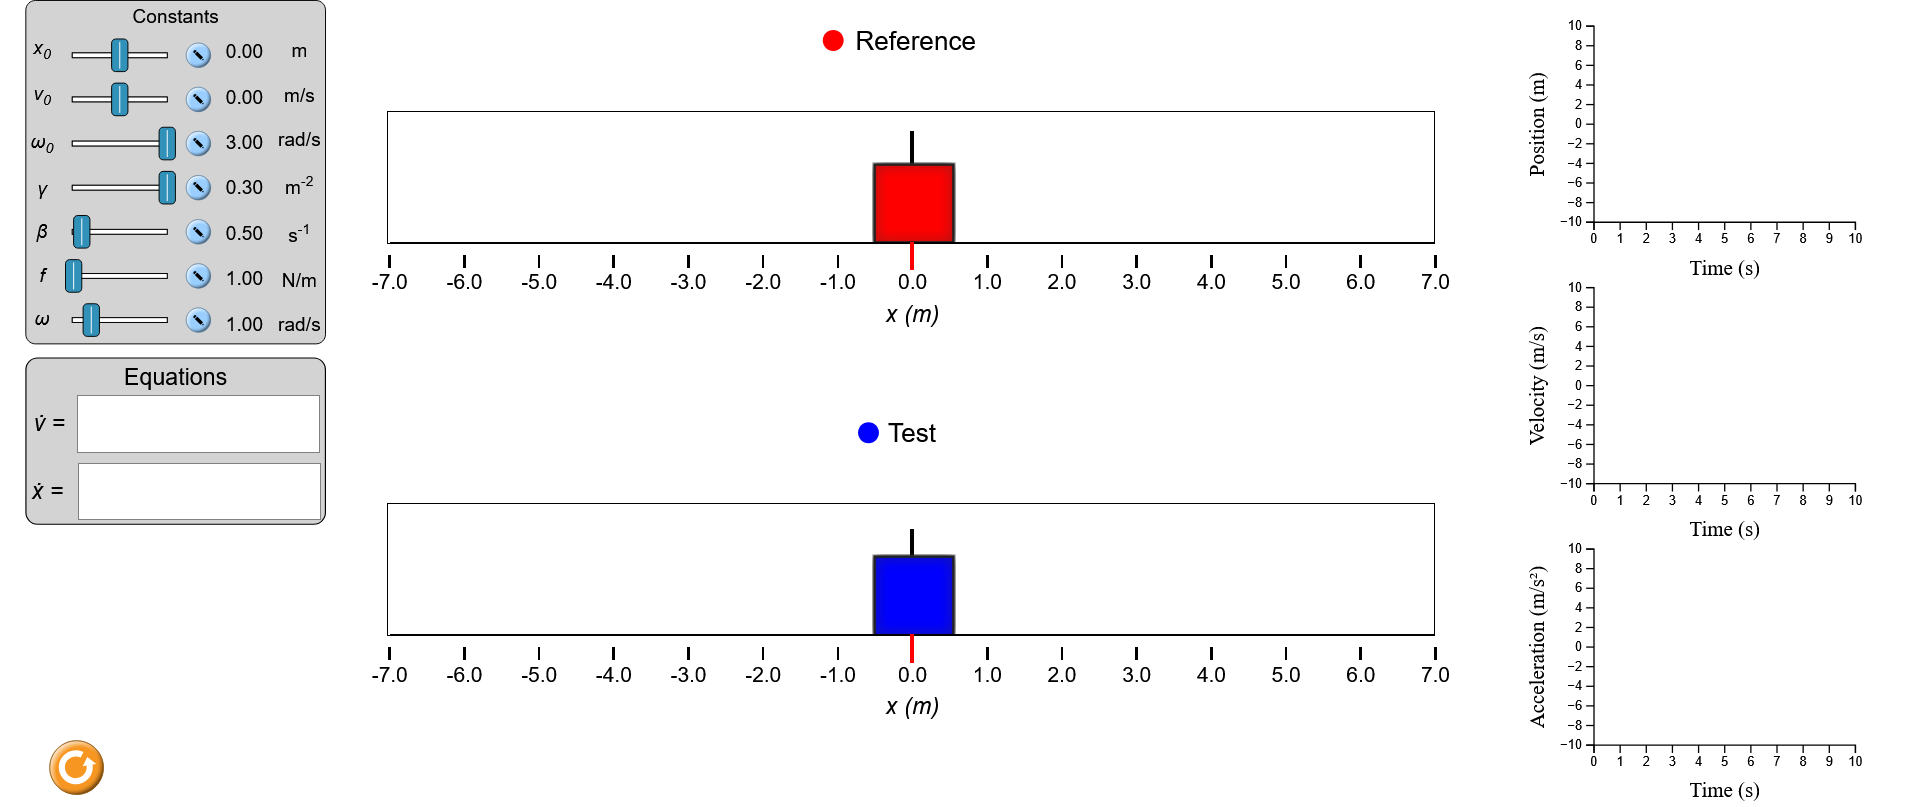 Constants
x₀ 0.00 m
v₀ 0.00 m/s
ω₀ 3.00 rad/s
γ 0.30 m⁻²
β 0.50 s⁻¹
f 1.00 N/m
ω 1.00 rad/s
Equations
v̇ =
ẋ =
Reference
-7.0 -6.0 -5.0 -4.0 -3.0 -2.0 -1.0 0.0 1.0 2.0 3.0 4.0 5.0 6.0 7.0
x (m)
Test
-7.0 -6.0 -5.0 -4.0 -3.0 -2.0 -1.0 0.0 1.0 2.0 3.0 4.0 5.0 6.0 7.0
x (m)
Position (m)
10
8
6
4
2
0
−2
−4
−6
−8
−10
0 1 2 3 4 5 6 7 8 9 10
Time (s)
Velocity (m/s)
10
8
6
4
2
0
−2
−4
−6
−8
−10
0 1 2 3 4 5 6 7 8 9 10
Time (s)
Acceleration (m/s²)
10
8
6
4
2
0
−2
−4
−6
−8
−10
0 1 2 3 4 5 6 7 8 9 10
Time (s)